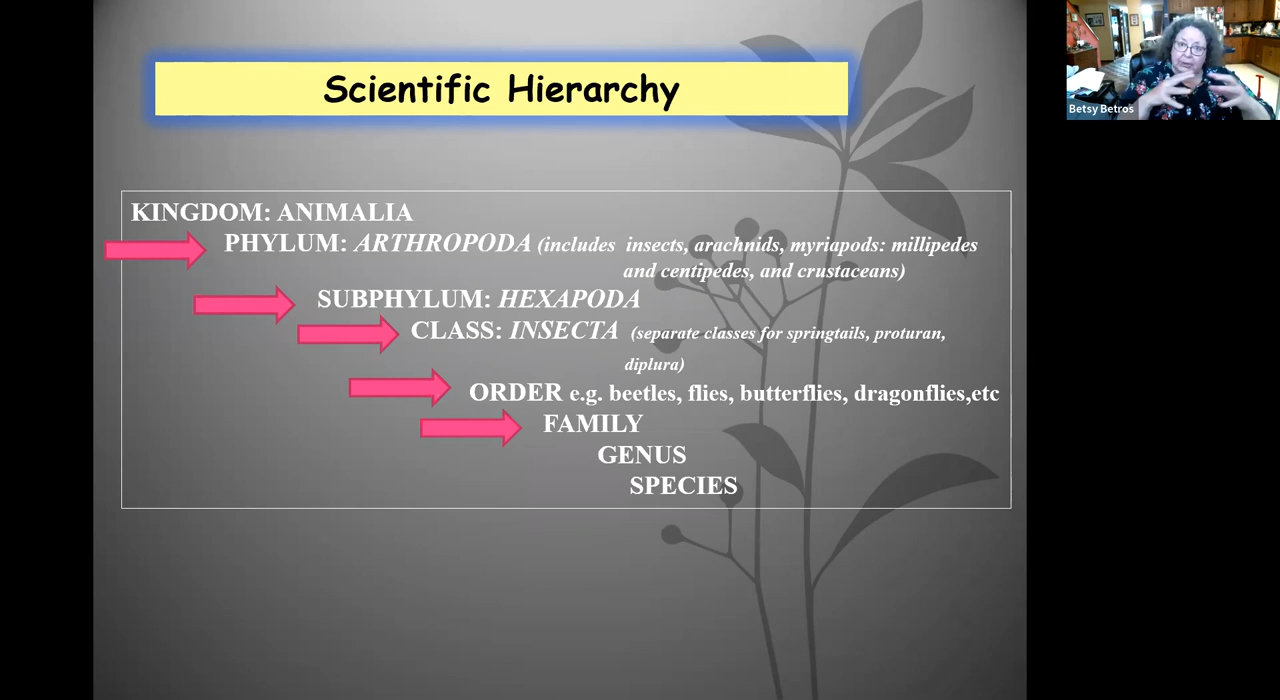 Scientific Hierarchy
Betsy Betros
KINGDOM: ANIMALIA
PHYLUM: ARTHROPODA (includes insects, arachnids, myriapods: millipedes
and centipedes, and crustaceans)
SUBPHYLUM: HEXAPODA
CLASS: INSECTA (separate classes for springtails, proturan,
diplura)
ORDER e.g. beetles, flies, butterflies, dragonflies,etc
FAMILY
GENUS
SPECIES